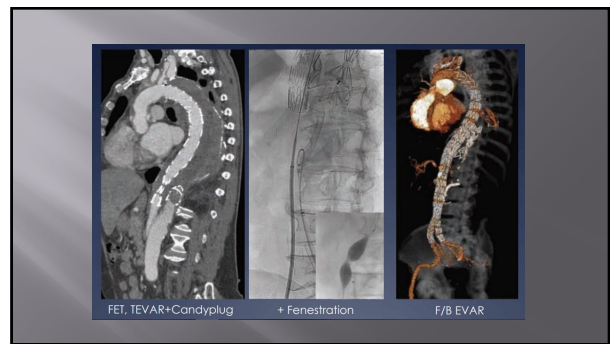 FET, TEVAR+Candyplug
+ Fenestration
F/B EVAR